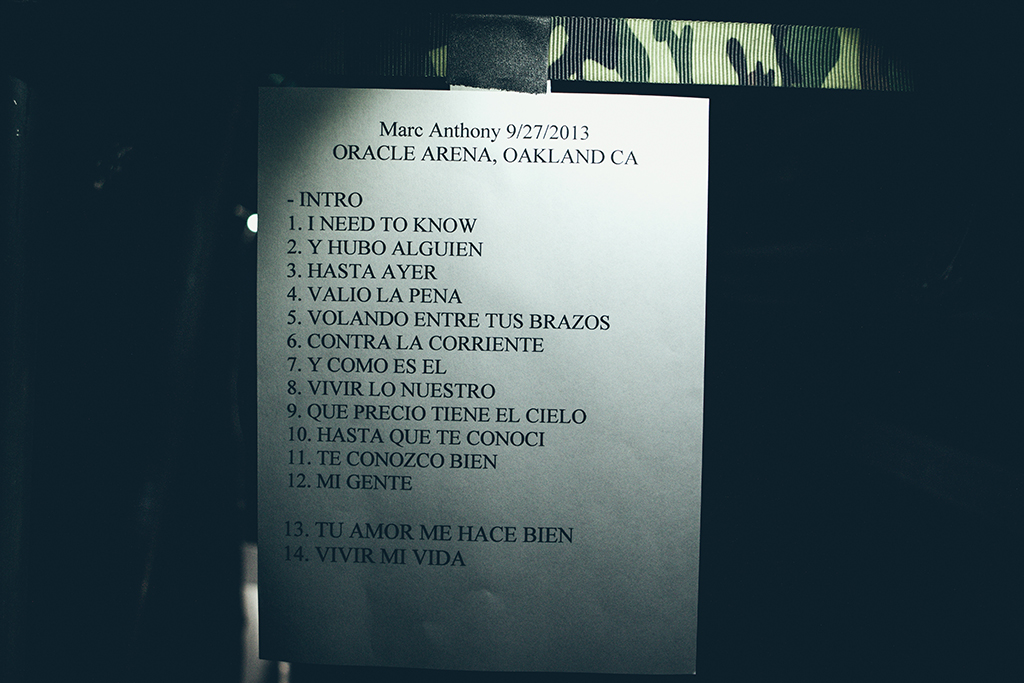 Marc Anthony 9/27/2013
ORACLE ARENA, OAKLAND CA
- INTRO
1. I NEED TO KNOW
2. Y HUBO ALGUIEN
3. HASTA AYER
4. VALIO LA PENA
5. VOLANDO ENTRE TUS BRAZOS
6. CONTRA LA CORRIENTE
7. Y COMO ES EL
8. VIVIR LO NUESTRO
9. QUE PRECIO TIENE EL CIELO
10. HASTA QUE TE CONOCI
11. TE CONOZCO BIEN
12. MI GENTE
13. TU AMOR ME HACE BIEN
14. VIVIR MI VIDA